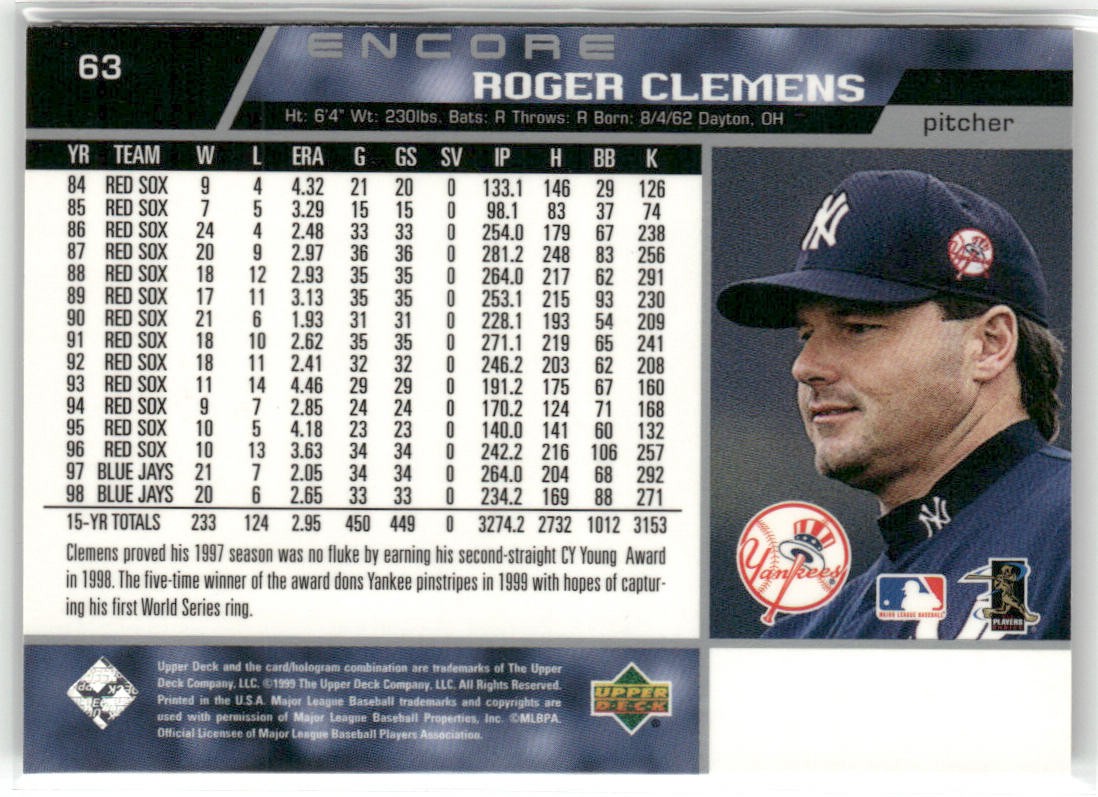 63
ENCORE
ROGER CLEMENS
Ht: 6'4" Wt: 230lbs. Bats: R Throws: R Born: 8/4/62 Dayton, OH
pitcher
YR TEAM W L ERA G GS SV IP H BB K
84 RED SOX 9 4 4.32 21 20 0 133.1 146 29 126
85 RED SOX 7 5 3.29 15 15 0 98.1 83 37 74
86 RED SOX 24 4 2.48 33 33 0 254.0 179 67 238
87 RED SOX 20 9 2.97 36 36 0 281.2 248 83 256
88 RED SOX 18 12 2.93 35 35 0 264.0 217 62 291
89 RED SOX 17 11 3.13 35 35 0 253.1 215 93 230
90 RED SOX 21 6 1.93 31 31 0 228.1 193 54 209
91 RED SOX 18 10 2.62 35 35 0 271.1 219 65 241
92 RED SOX 18 11 2.41 32 32 0 246.2 203 62 208
93 RED SOX 11 14 4.46 29 29 0 191.2 175 67 160
94 RED SOX 9 7 2.85 24 24 0 170.2 124 71 168
95 RED SOX 10 5 4.18 23 23 0 140.0 141 60 132
96 RED SOX 10 13 3.63 34 34 0 242.2 216 106 257
97 BLUE JAYS 21 7 2.05 34 34 0 264.0 204 68 292
98 BLUE JAYS 20 6 2.65 33 33 0 234.2 169 88 271
15-YR TOTALS 233 124 2.95 450 449 0 3274.2 2732 1012 3153
Clemens proved his 1997 season was no fluke by earning his second-straight CY Young Award
in 1998. The five-time winner of the award dons Yankee pinstripes in 1999 with hopes of captur-
ing his first World Series ring.
NY
NY
Yankees
MAJOR LEAGUE BASEBALL
PLAYERS
CHOICE
Upper Deck and the card/hologram combination are trademarks of The Upper
Deck Company, LLC. ©1999 The Upper Deck Company, LLC. All Rights Reserved.
Printed in the U.S.A. Major League Baseball trademarks and copyrights are
used with permission of Major League Baseball Properties, Inc. ©MLBPA.
Official Licensee of Major League Baseball Players Association.
UPPER
DECK